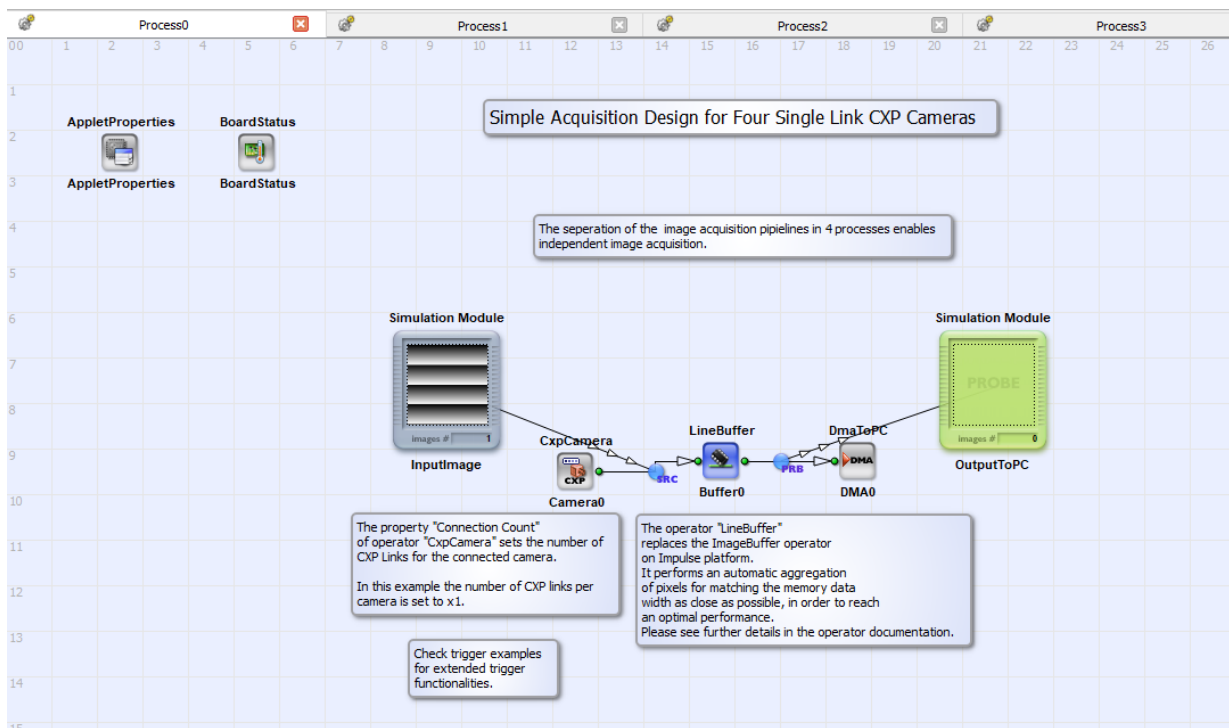 Process0
Process1
Process2
Process3
00 1 2 3 4 5 6 7 8 9 10 11 12 13 14 15 16 17 18 19 20 21 22 23 24 25 26
1
Simple Acquisition Design for Four Single Link CXP Cameras
AppletProperties
BoardStatus
2
3
AppletProperties
BoardStatus
4
The seperation of the image acquisition pipielines in 4 processes enables
independent image acquisition.
5
6
Simulation Module
Simulation Module
7
PROBE
8
images # 1
images # 0
CxpCamera
LineBuffer
DmaToPC
9
InputImage
OutputToPC
CXP
SRC
PRB
DMA
Camera0
Buffer0
DMA0
10
The property "Connection Count"
of operator "CxpCamera" sets the number of
CXP Links for the connected camera.
In this example the number of CXP links per
camera is set to x1.
The operator "LineBuffer"
replaces the ImageBuffer operator
on Impulse platform.
It performs an automatic aggregation
of pixels for matching the memory data
width as close as possible, in order to reach
an optimal performance.
Please see further details in the operator documentation.
11
12
13
Check trigger examples
for extended trigger
functionalities.
14
15